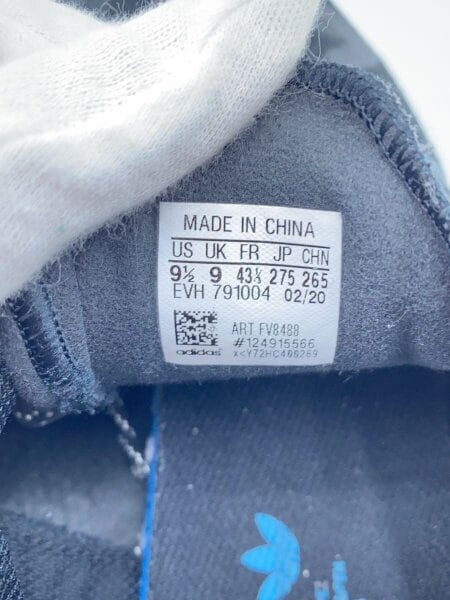 MADE IN CHINA
US UK FR JP CHN
9½ 9 43⅓ 275 265
EVH 791004 02/20
ART FV8488
#124915566
adidas x<Y72HC400269